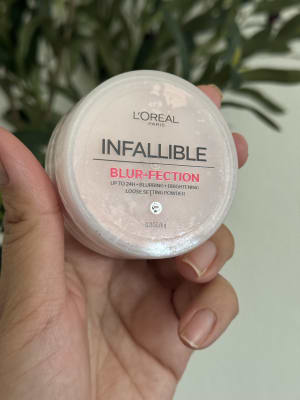 L'ORÉAL
PARIS
INFALLIBLE
BLUR-FECTION
UP TO 24H • BLURRING • BRIGHTENING
LOOSE SETTING POWDER